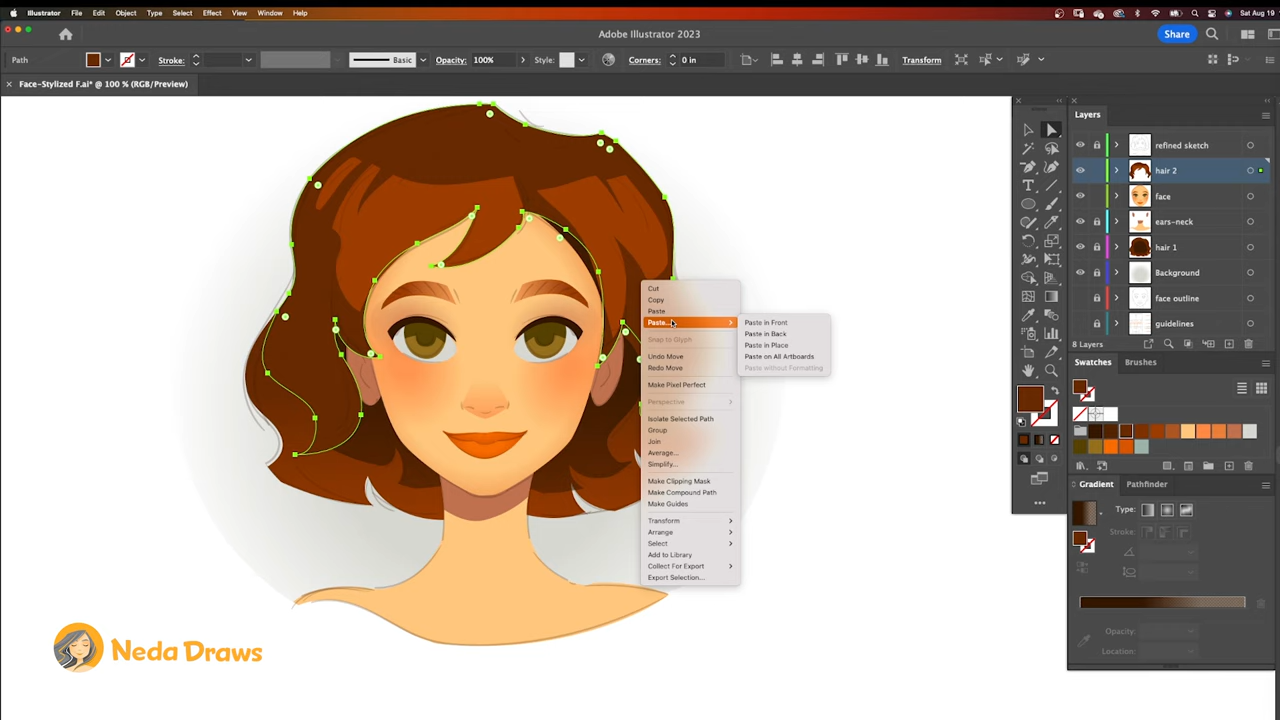 Illustrator File Edit Object Type Select Effect View Window Help
Sat Aug 19
Adobe Illustrator 2023
Share
Path
Stroke:
Basic
Opacity: 100%
Style:
Corners: 0 in
Transform
Face-Stylized F.ai* @ 100 % (RGB/Preview)
Layers
refined sketch
hair 2
face
ears-neck
hair 1
Background
face outline
guidelines
8 Layers
Cut
Copy
Paste
Paste...
Snap to Glyph
Undo Move
Redo Move
Make Pixel Perfect
Perspective
Isolate Selected Path
Group
Join
Average...
Simplify...
Make Clipping Mask
Make Compound Path
Make Guides
Transform
Arrange
Select
Add to Library
Collect For Export
Export Selection...
Paste in Front
Paste in Back
Paste in Place
Paste on All Artboards
Paste without Formatting
Swatches Brushes
Gradient Pathfinder
Type:
Stroke:
Opacity:
Location:
Neda Draws